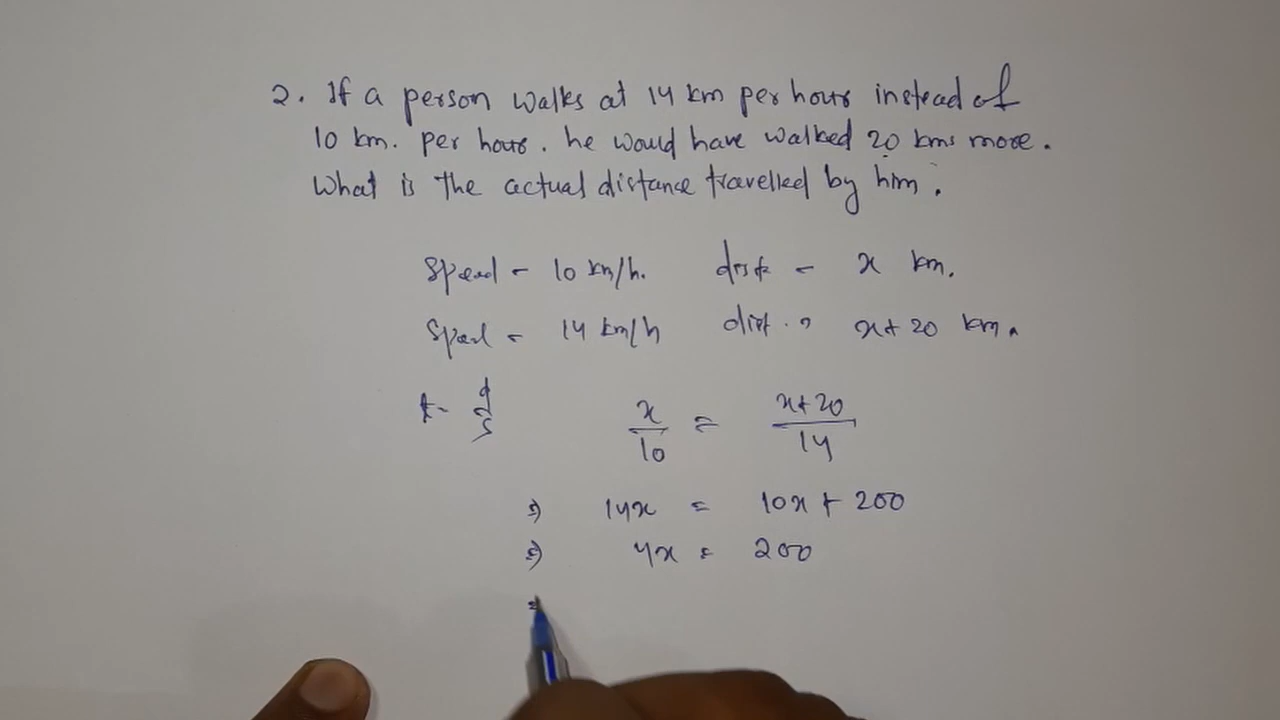 2. If a person walks at 14 km per hours instead of
10 km. per hours. he would have walked 20 kms more.
What is the actual distance travelled by him.
Speed = 10 km/h. dist = x km.
Speed = 14 km/h dist. = x+20 km.
t = d/s x/10 = x+20/14
⇒ 14x = 10x + 200
⇒ 4x = 200